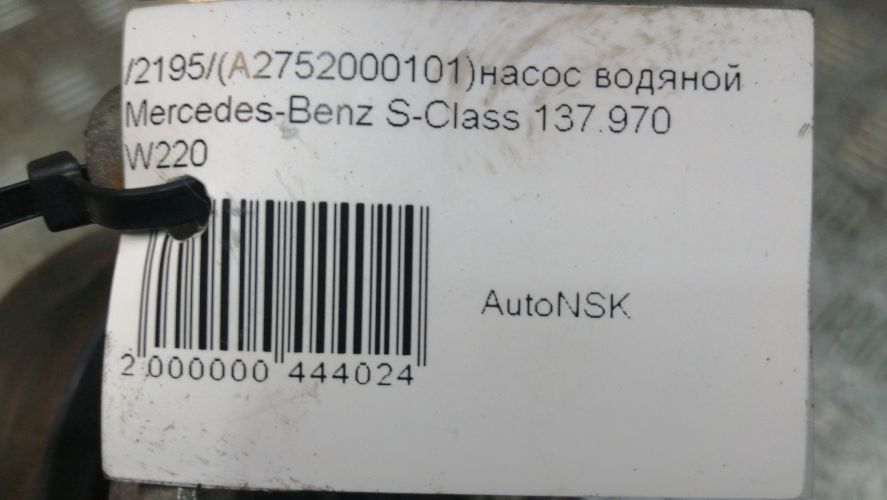 /2195/(A2752000101)насос водяной
Mercedes-Benz S-Class 137.970
W220
AutoNSK
2 000000 444024